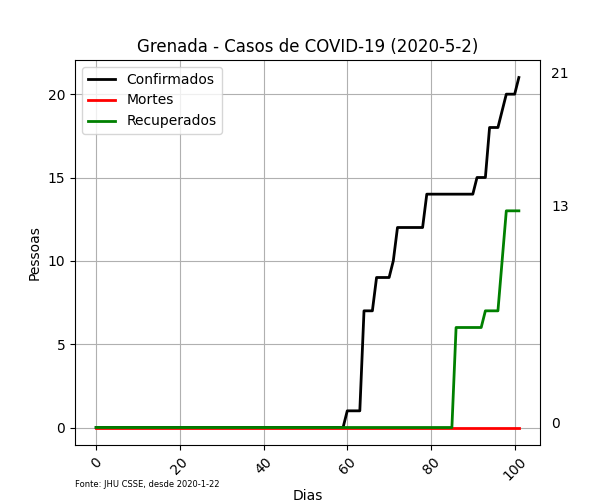 Grenada - Casos de COVID-19 (2020-5-2)
Confirmados
Mortes
Recuperados
21
13
0
Pessoas
20
15
10
5
0
0 20 40 60 80 100
Fonte: JHU CSSE, desde 2020-1-22
Dias